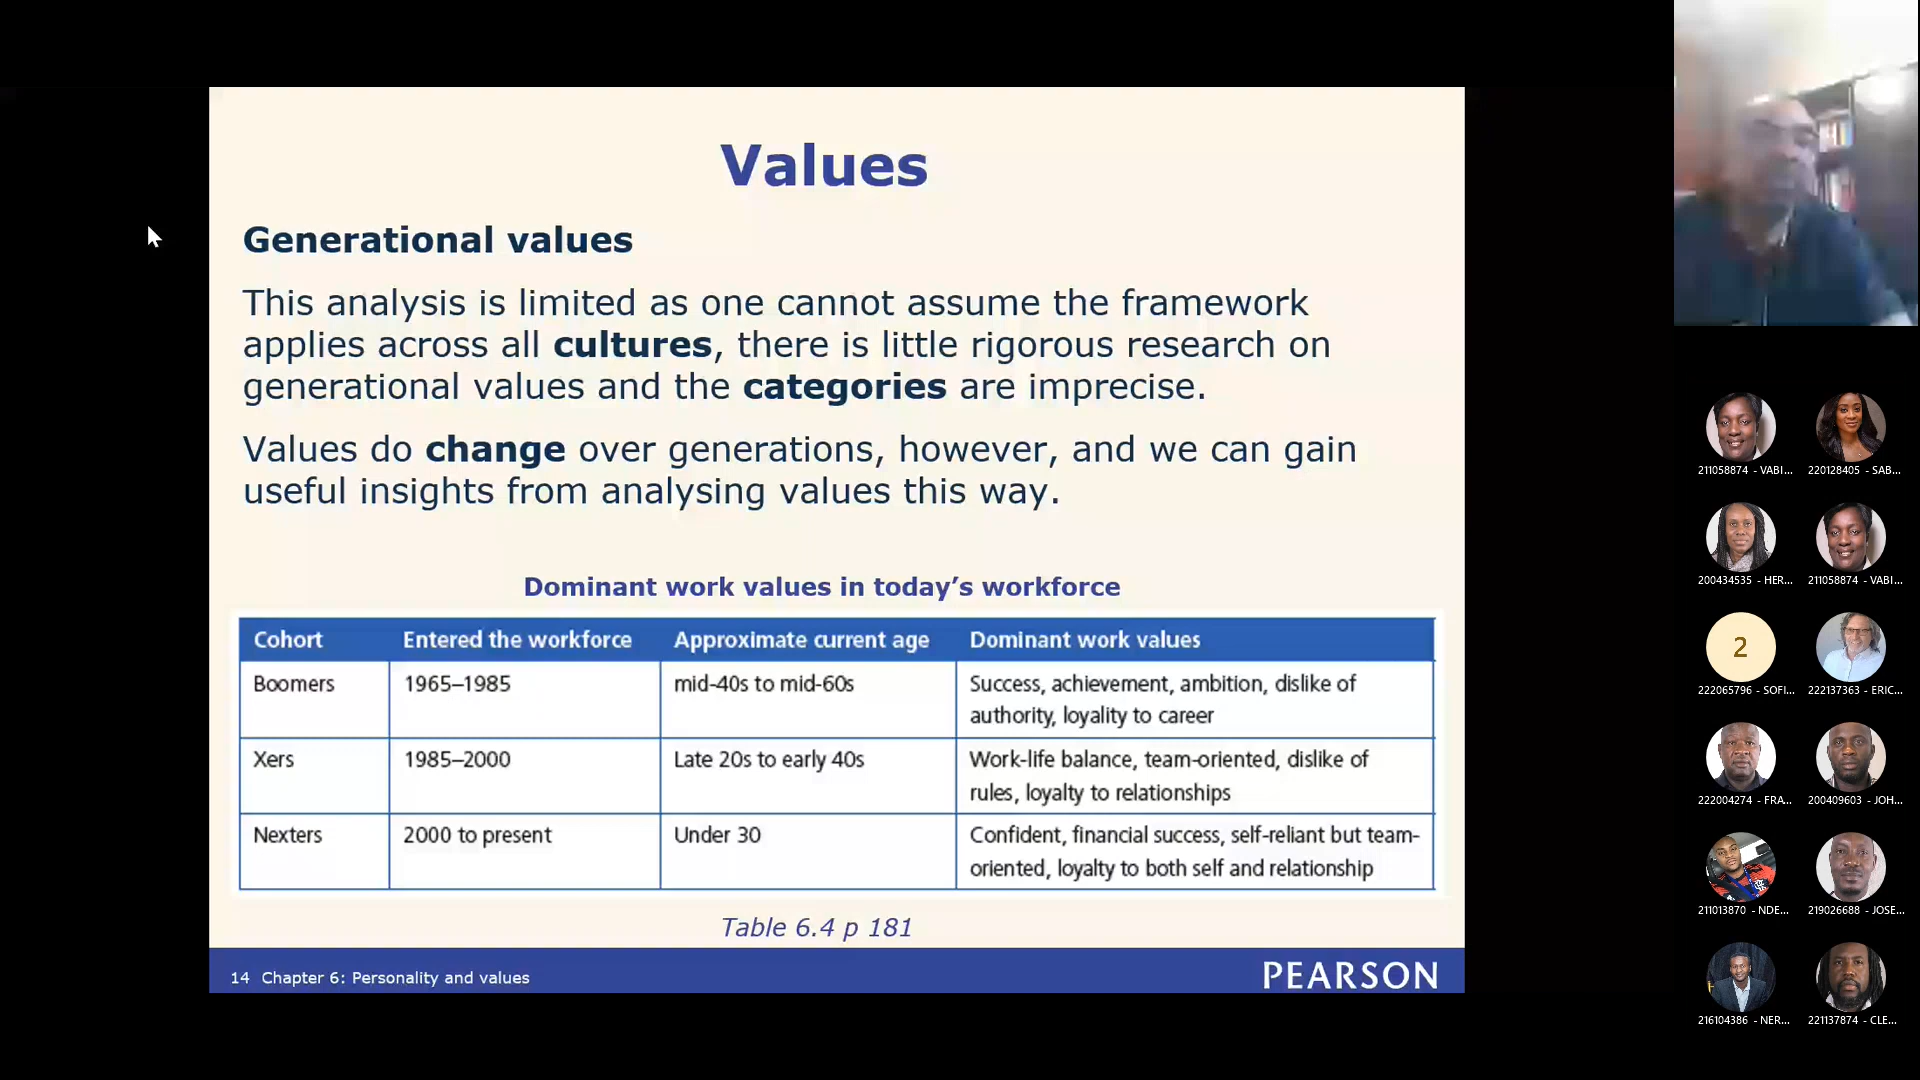 Values
Generational values
This analysis is limited as one cannot assume the framework
applies across all cultures, there is little rigorous research on
generational values and the categories are imprecise.
Values do change over generations, however, and we can gain
useful insights from analysing values this way.
Dominant work values in today’s workforce
Cohort Entered the workforce Approximate current age Dominant work values
Boomers 1965–1985 mid-40s to mid-60s Success, achievement, ambition, dislike of
authority, loyality to career
Xers 1985–2000 Late 20s to early 40s Work-life balance, team-oriented, dislike of
rules, loyalty to relationships
Nexters 2000 to present Under 30 Confident, financial success, self-reliant but team-
oriented, loyalty to both self and relationship
Table 6.4 p 181
14 Chapter 6: Personality and values
PEARSON
211058874 - VABI... 220128405 - SAB...
200434535 - HER... 211058874 - VABI...
2
222065796 - SOFI... 222137363 - ERIC...
222004274 - FRA... 200409603 - JOH...
211013870 - NDE... 219026688 - JOSE...
216104386 - NER... 221137874 - CLE...